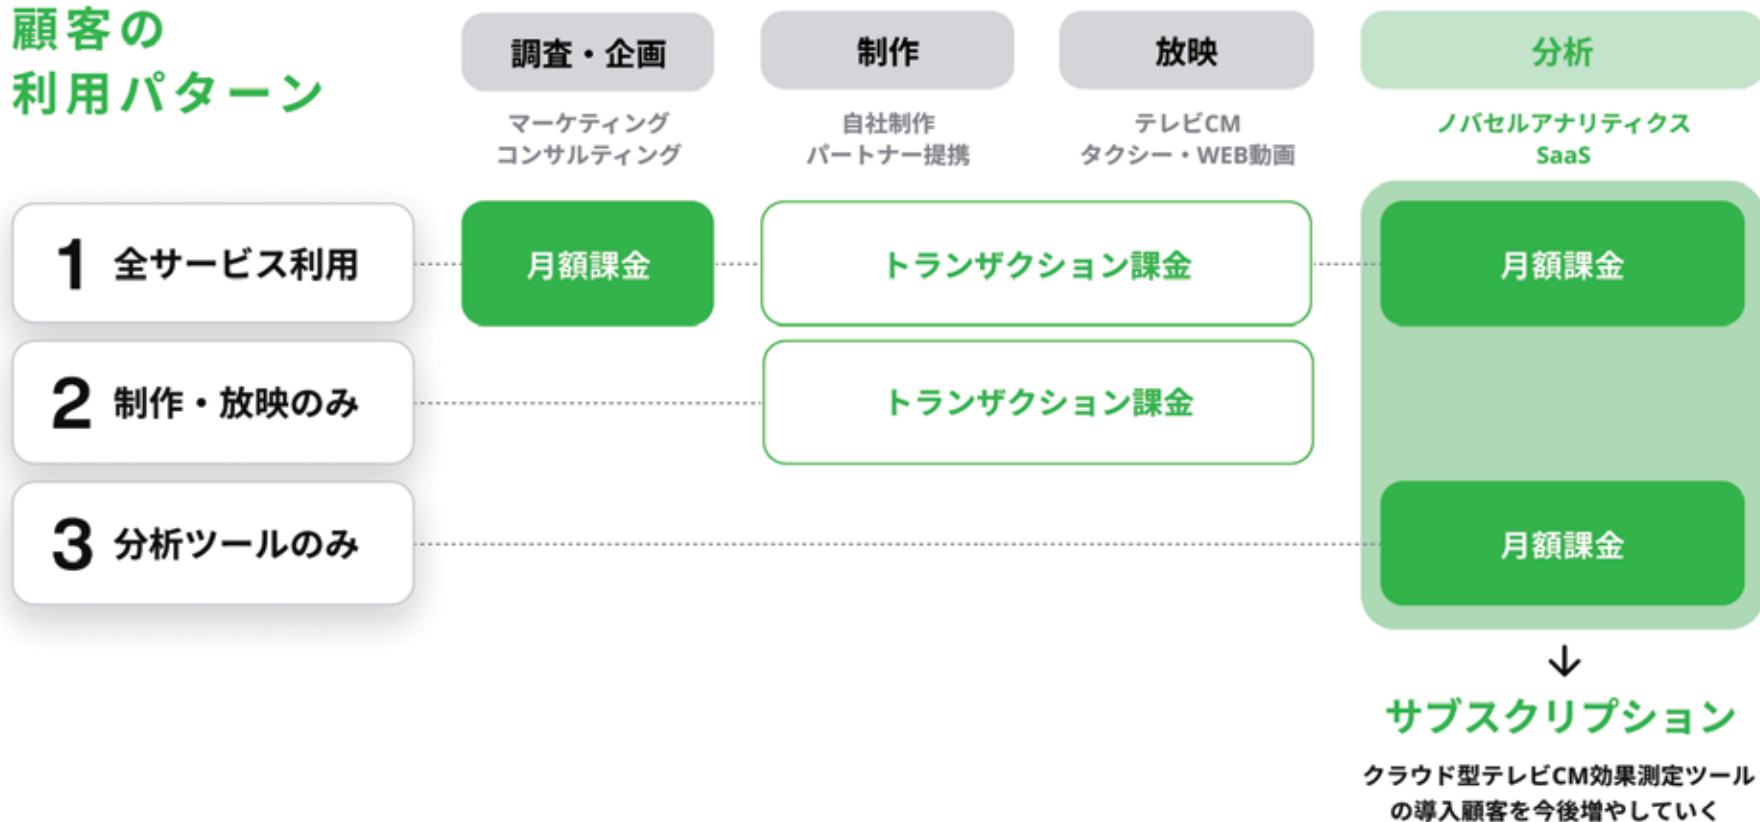 顧客の
利用パターン
調査・企画
制作
放映
分析
マーケティング
コンサルティング
自社制作
パートナー提携
テレビCM
タクシー・WEB動画
ノバセルアナリティクス
SaaS
1 全サービス利用
月額課金
トランザクション課金
月額課金
2 制作・放映のみ
トランザクション課金
3 分析ツールのみ
月額課金
↓
サブスクリプション
クラウド型テレビCM効果測定ツール
の導入顧客を今後増やしていく